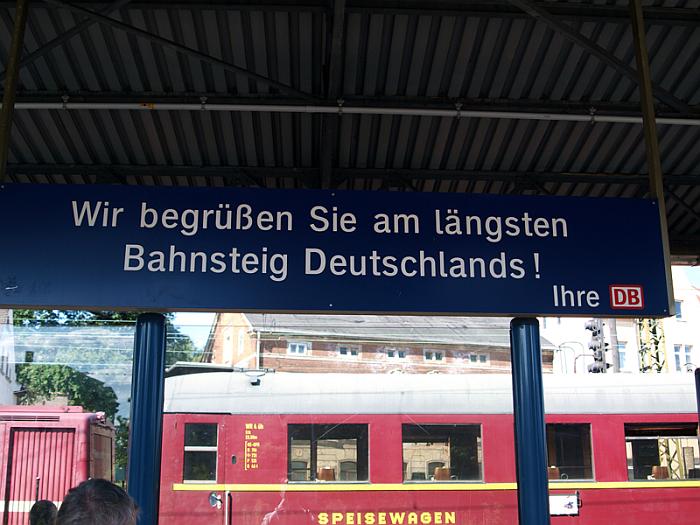 Wir begrüßen Sie am längsten
Bahnsteig Deutschlands!
Ihre DB
SPEISEWAGEN